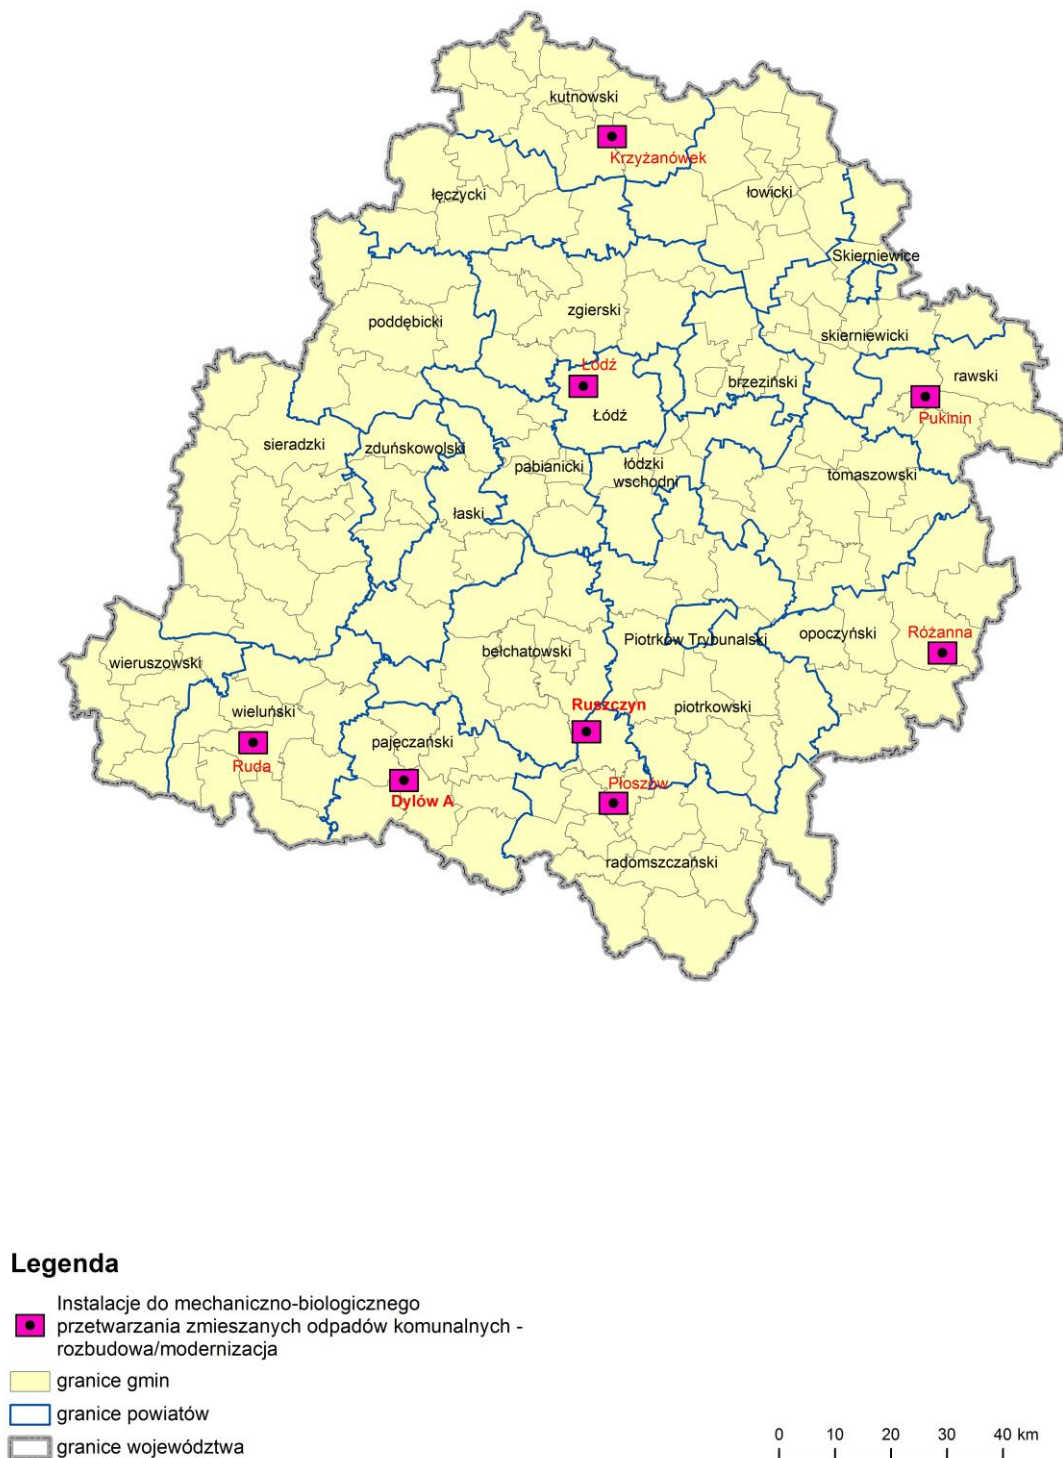 kutnowski
Krzyżanówek
łęczycki
łowicki
Skierniewice
zgierski
poddębicki
skierniewicki
Łódź
rawski
brzeziński
Łódź
Pukinin
sieradzki
zduńskowolski
pabianicki
łódzki
wschodni
tomaszowski
łaski
Piotrków Trybunalski
opoczyński
Różanna
bełchatowski
wieruszowski
wieluński
Ruszczyn
piotrkowski
pajęczański
Ruda
Dylów A
Płoszów
radomszczański
Legenda
Instalacje do mechaniczno-biologicznego
przetwarzania zmieszanych odpadów komunalnych -
rozbudowa/modernizacja
granice gmin
granice powiatów
granice województwa
0 10 20 30 40 km